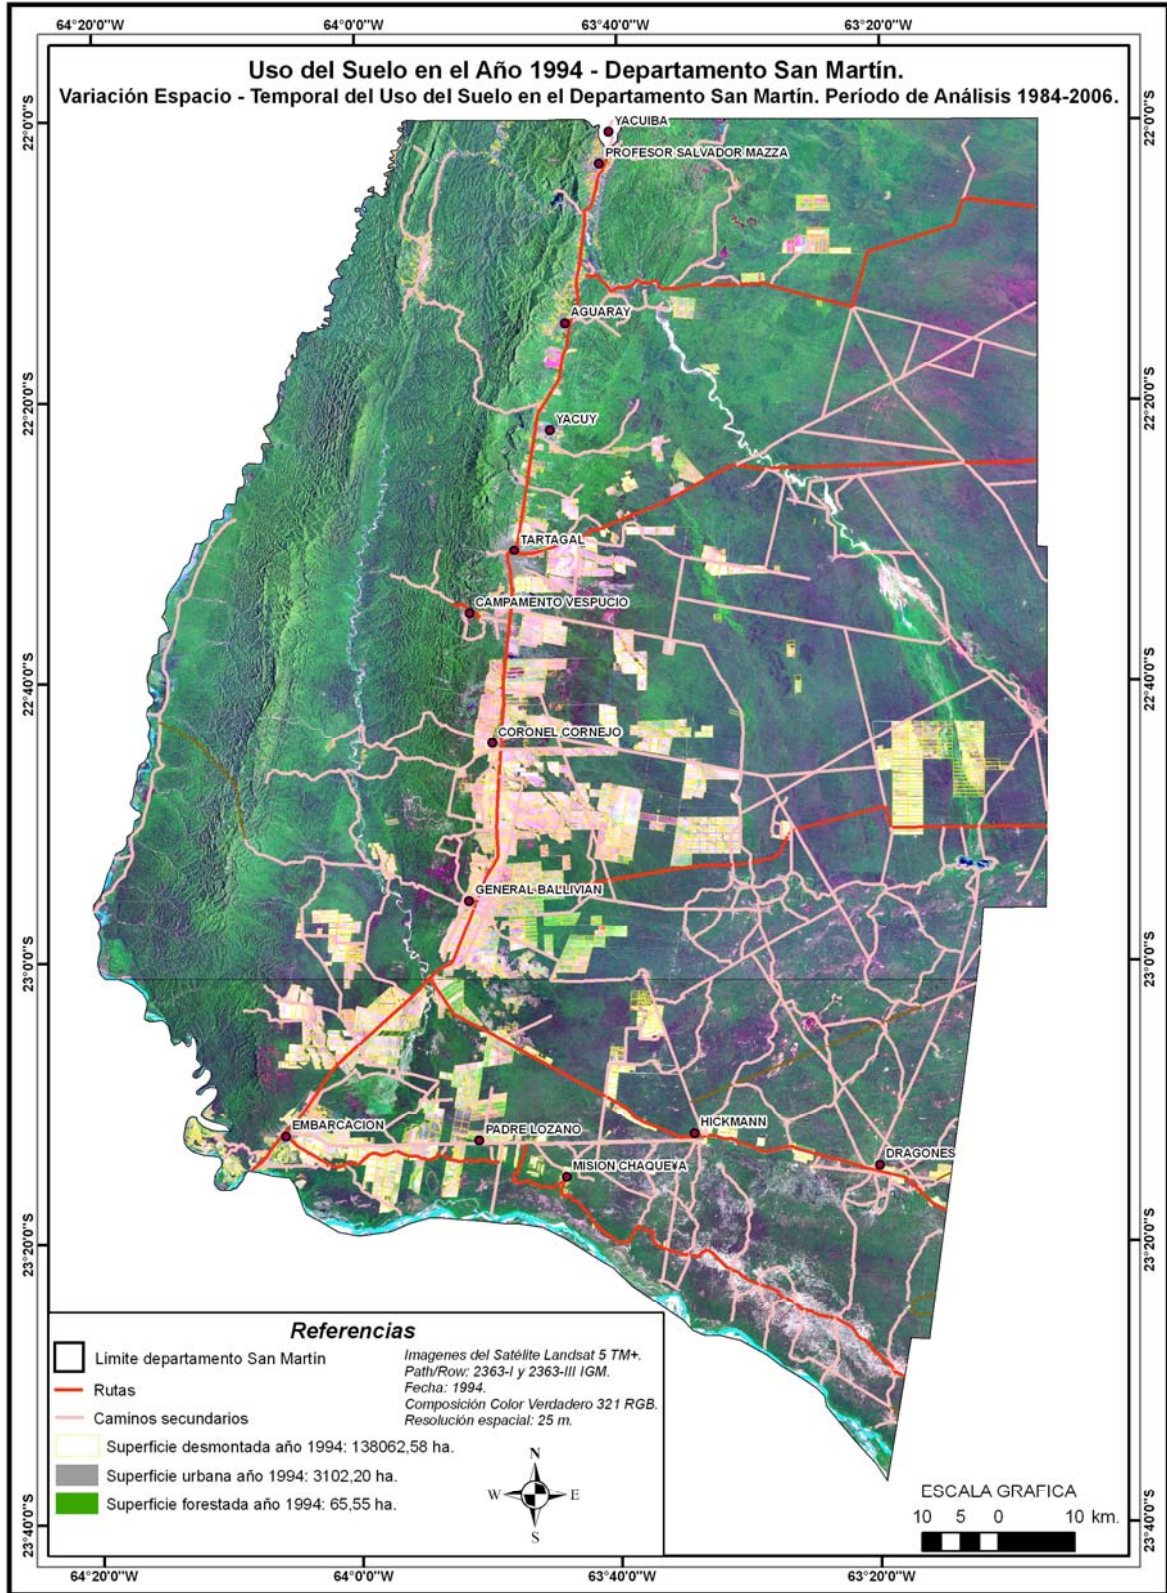 64°20'0"W 64°0'0"W 63°40'0"W 63°20'0"W
Uso del Suelo en el Año 1994 - Departamento San Martín.
Variación Espacio - Temporal del Uso del Suelo en el Departamento San Martín. Período de Análisis 1984-2006.
22°0'0"S 22°0'0"S
YACUIBA
PROFESOR SALVADOR MAZZA
AGUARAY
22°20'0"S 22°20'0"S
YACUY
TARTAGAL
CAMPAMENTO VESPUCIO
22°40'0"S 22°40'0"S
CORONEL CORNEJO
GENERAL BALLIVIAN
23°0'0"S 23°0'0"S
EMBARCACION
PADRE LOZANO
HICKMANN
DRAGONES
MISION CHAQUEÑA
23°20'0"S 23°20'0"S
Referencias
Limite departamento San Martín
Rutas
Caminos secundarios
Superficie desmontada año 1994: 138062,58 ha.
Superficie urbana año 1994: 3102,20 ha.
Superficie forestada año 1994: 65,55 ha.
Imagenes del Satélite Landsat 5 TM+.
Path/Row: 2363-I y 2363-III IGM.
Fecha: 1994.
Composición Color Verdadero 321 RGB.
Resolución espacial: 25 m.
N
W E
S
ESCALA GRAFICA
10 5 0 10 km.
23°40'0"S 23°40'0"S
64°20'0"W 64°0'0"W 63°40'0"W 63°20'0"W